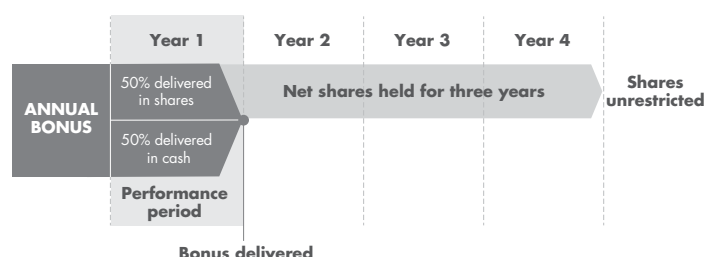 Year 1 Year 2 Year 3 Year 4
ANNUAL
BONUS
50% delivered
in shares
Net shares held for three years
Shares
unrestricted
50% delivered
in cash
Performance
period
Bonus delivered